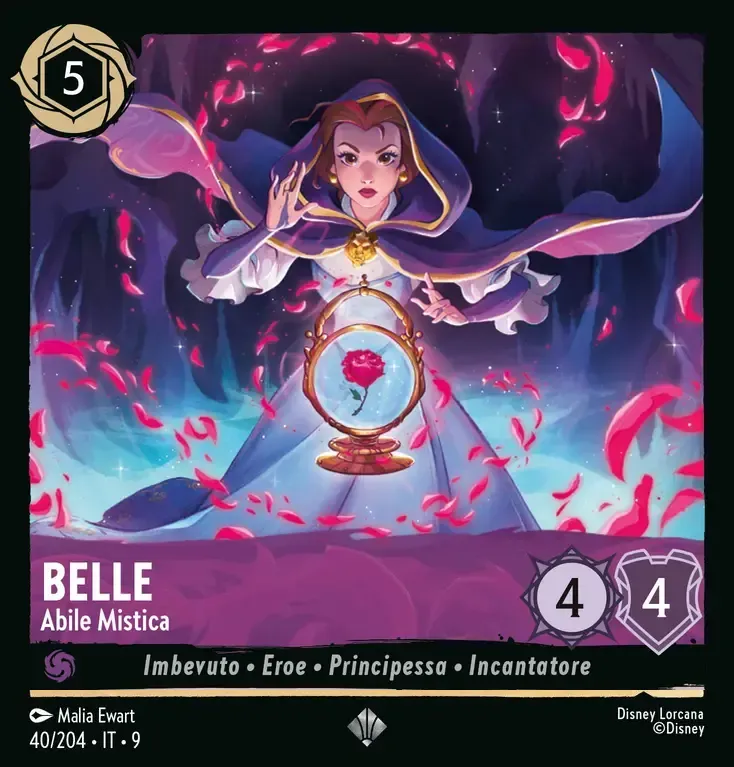 5
BELLE
Abile Mistica
4 4
Imbevuto • Eroe • Principessa • Incantatore
Malia Ewart
40/204 • IT • 9
Disney Lorcana
©Disney